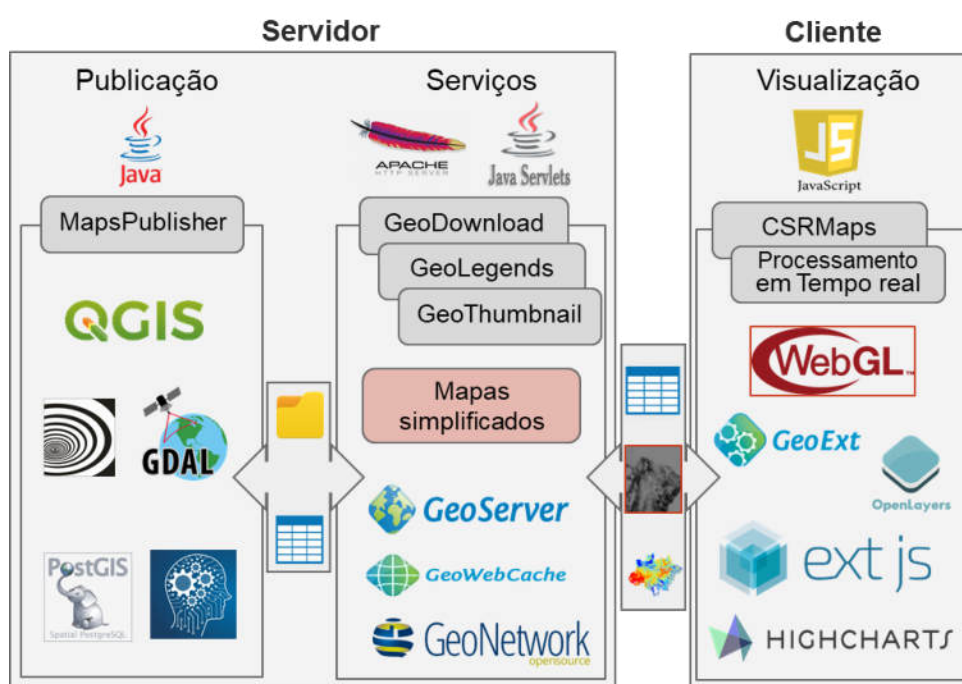 Servidor
Publicação
Java
MapsPublisher
QGIS
GDAL
PostGIS
Spatial PostgreSQL
Serviços
APACHE
HTTP SERVER
Java Servlets
GeoDownload
GeoLegends
GeoThumbnail
Mapas
simplificados
GeoServer
GeoWebCache
GeoNetwork
opensource
Cliente
Visualização
JS
JavaScript
CSRMaps
Processamento
em Tempo real
WebGL™
GeoExt
OpenLayers
ext js
HIGHCHARTS